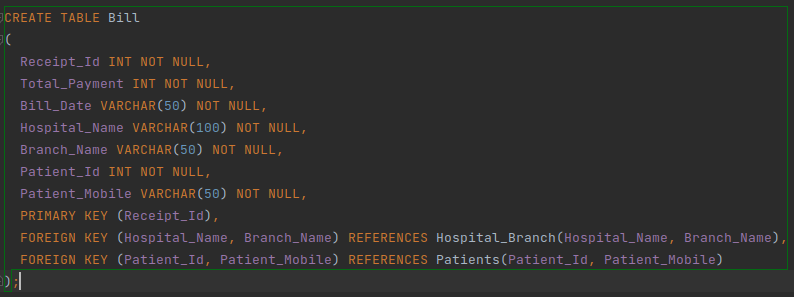 CREATE TABLE Bill
(
Receipt_Id INT NOT NULL,
Total_Payment INT NOT NULL,
Bill_Date VARCHAR(50) NOT NULL,
Hospital_Name VARCHAR(100) NOT NULL,
Branch_Name VARCHAR(50) NOT NULL,
Patient_Id INT NOT NULL,
Patient_Mobile VARCHAR(50) NOT NULL,
PRIMARY KEY (Receipt_Id),
FOREIGN KEY (Hospital_Name, Branch_Name) REFERENCES Hospital_Branch(Hospital_Name, Branch_Name),
FOREIGN KEY (Patient_Id, Patient_Mobile) REFERENCES Patients(Patient_Id, Patient_Mobile)
);